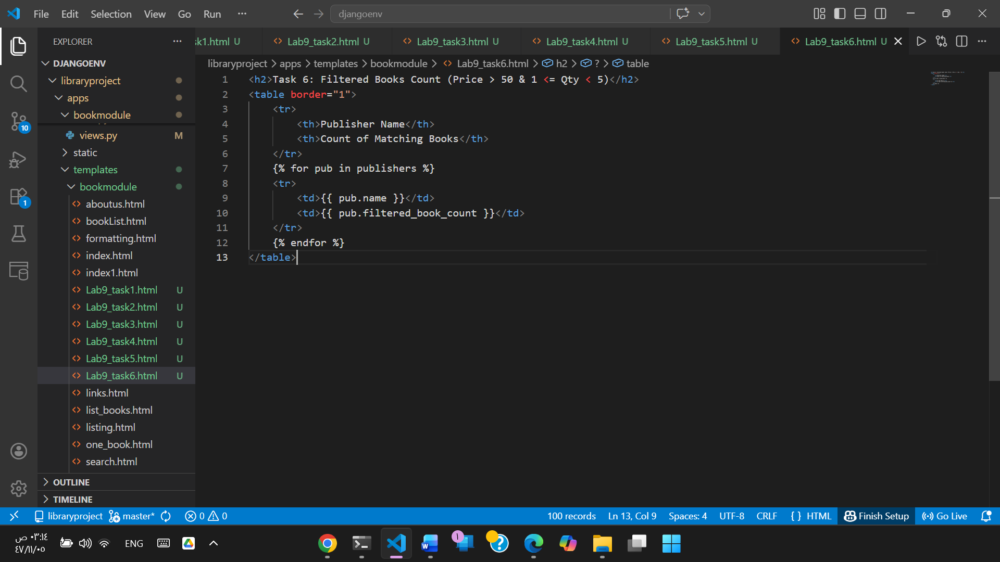 File Edit Selection View Go Run ···
djangoenv
EXPLORER ···
DJANGOENV
libraryproject
apps
bookmodule
views.py M
static
templates
bookmodule
aboutus.html
bookList.html
formatting.html
index.html
index1.html
Lab9_task1.html U
Lab9_task2.html U
Lab9_task3.html U
Lab9_task4.html U
Lab9_task5.html U
Lab9_task6.html U
links.html
list_books.html
listing.html
one_book.html
search.html
OUTLINE
TIMELINE
10
1
sk1.html U Lab9_task2.html U Lab9_task3.html U Lab9_task4.html U Lab9_task5.html U Lab9_task6.html U
libraryproject > apps > templates > bookmodule > Lab9_task6.html > h2 > ? > table
1 <h2>Task 6: Filtered Books Count (Price > 50 & 1 <= Qty < 5)</h2>
2 <table border="1">
3 <tr>
4 <th>Publisher Name</th>
5 <th>Count of Matching Books</th>
6 </tr>
7 {% for pub in publishers %}
8 <tr>
9 <td>{{ pub.name }}</td>
10 <td>{{ pub.filtered_book_count }}</td>
11 </tr>
12 {% endfor %}
13 </table>
libraryproject master* 0 0 100 records Ln 13, Col 9 Spaces: 4 UTF-8 CRLF { } HTML Finish Setup Go Live
٠٣:١٤ ص
٤٧/١١/٠٥
ENG
١